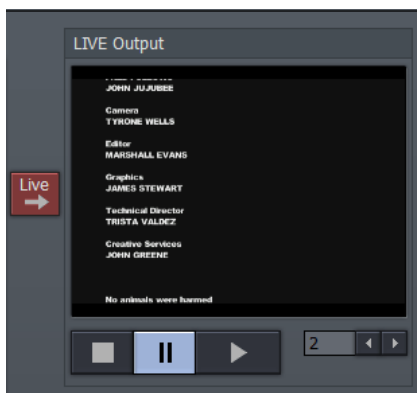 LIVE Output
JOHN JUJUBEE
Camera
TYRONE WELLS
Editor
MARSHALL EVANS
Graphics
JAMES STEWART
Technical Director
TRISTA VALDEZ
Creative Services
JOHN GREENE
No animals were harmed
Live
2